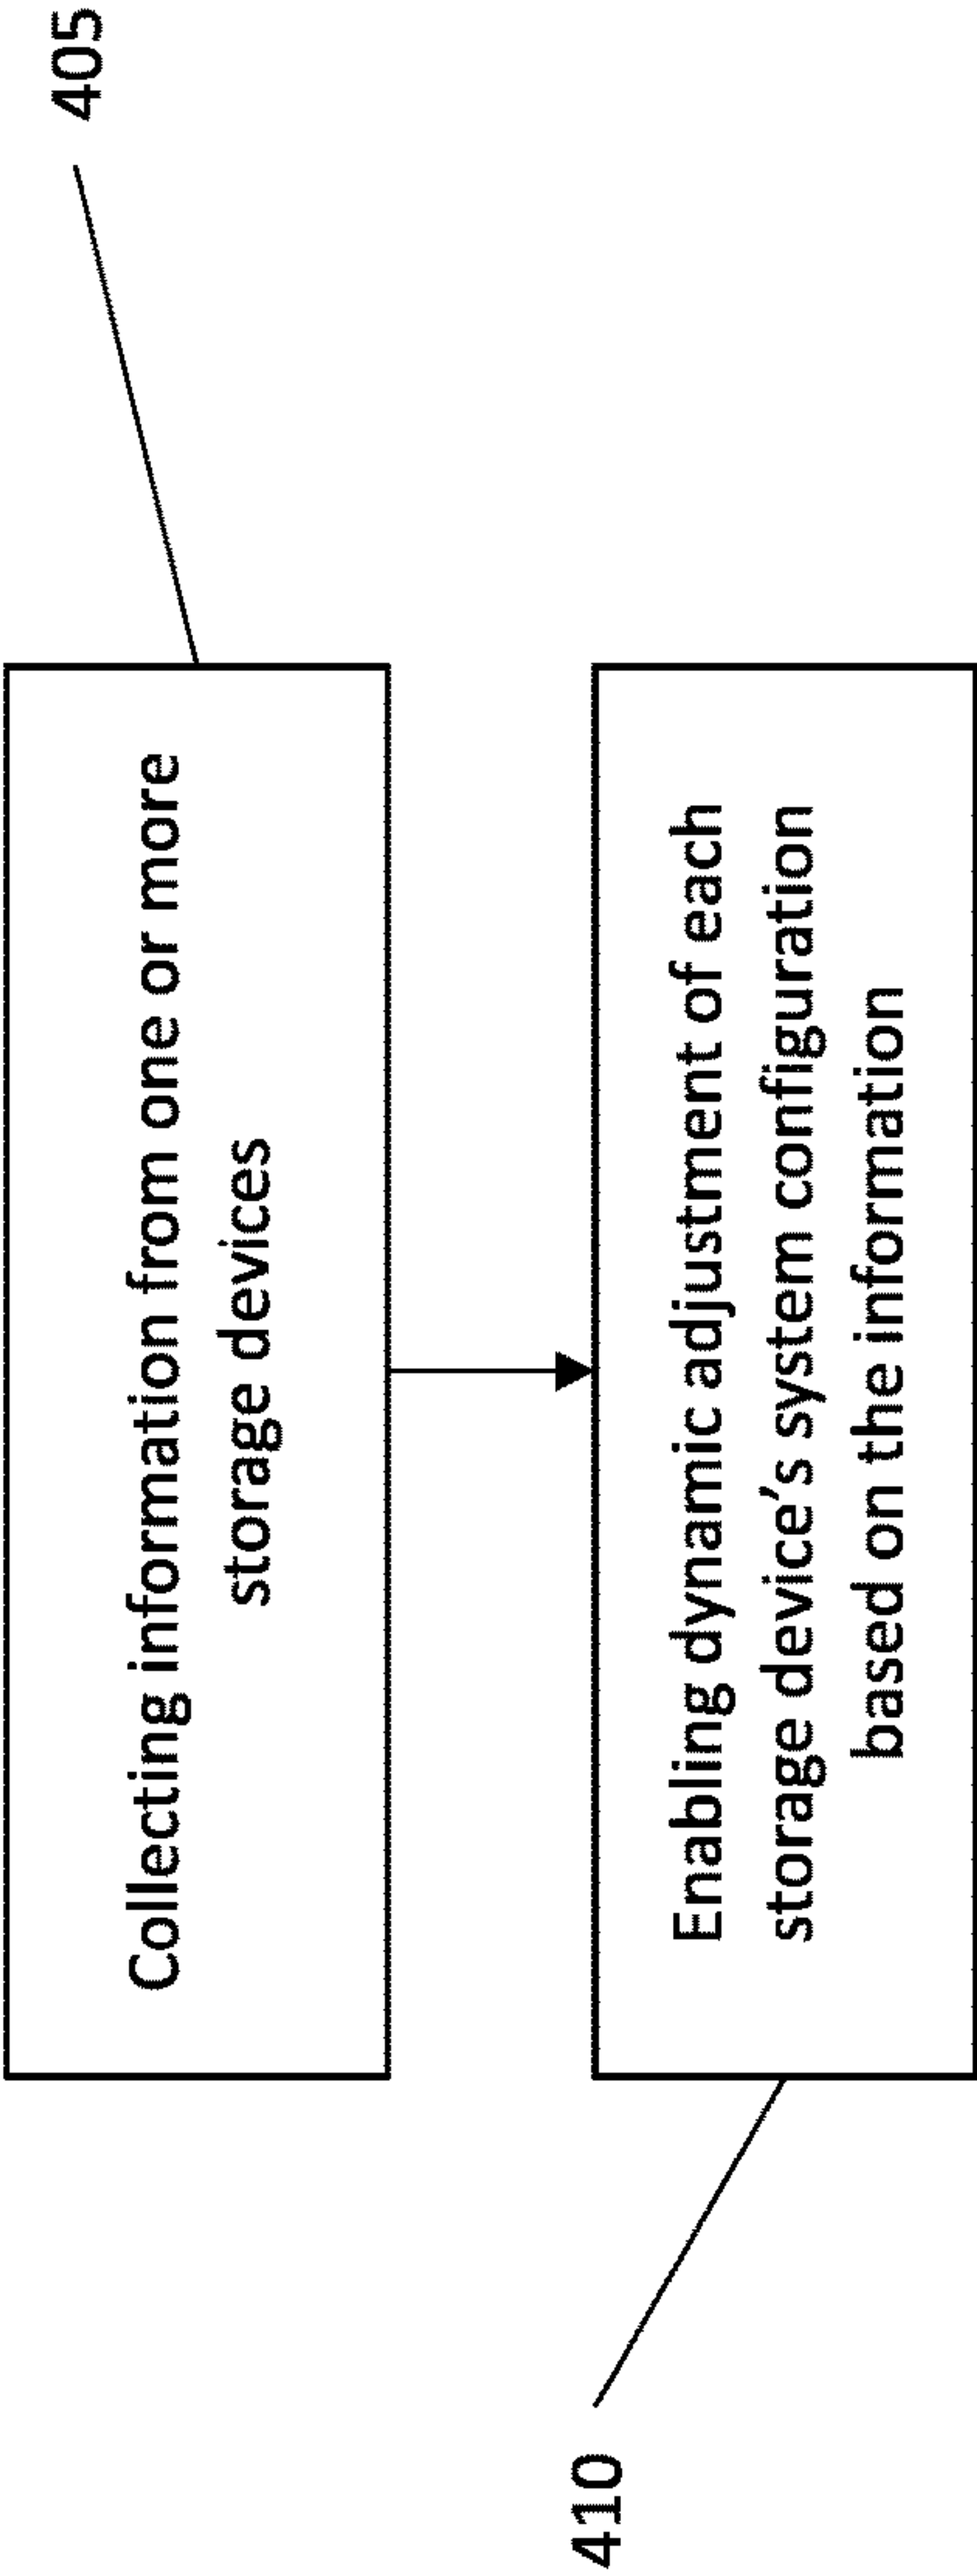 405
Collecting information from one or more
storage devices
Enabling dynamic adjustment of each
storage device’s system configuration
based on the information
410